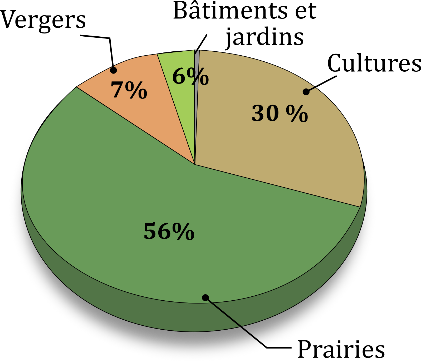 Vergers
Bâtiments et
jardins
Cultures
7%
6%
30 %
56%
Prairies